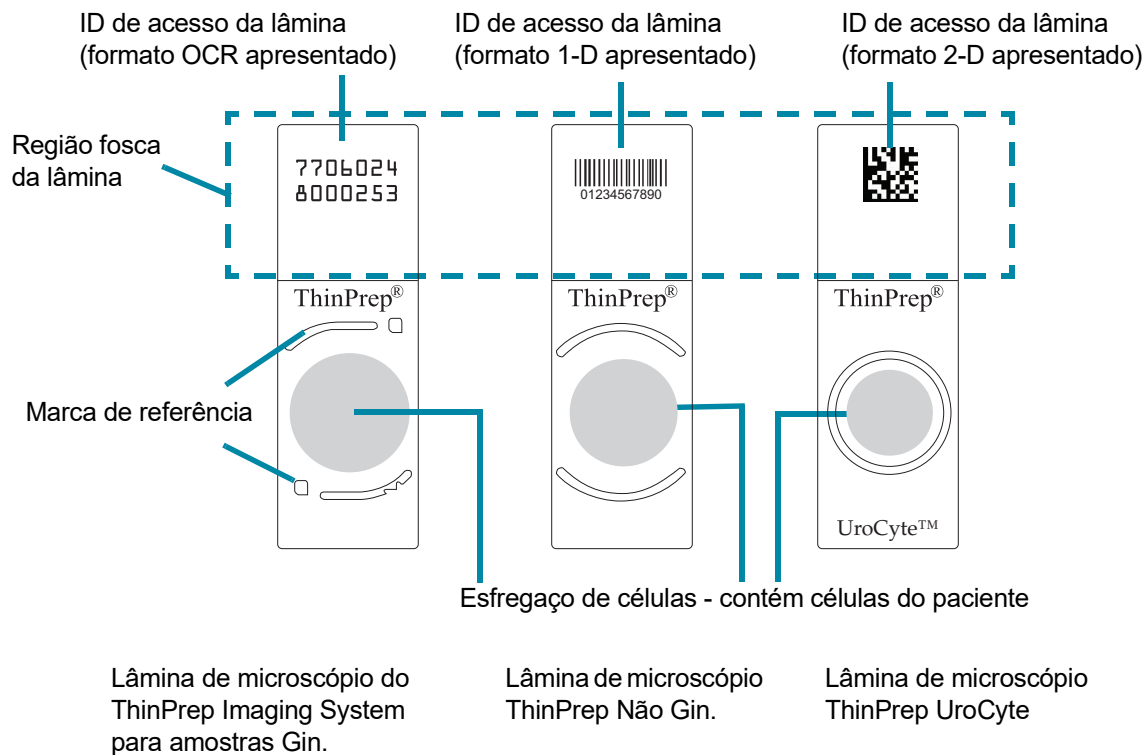 ID de acesso da lâmina
(formato OCR apresentado)
ID de acesso da lâmina
(formato 1-D apresentado)
ID de acesso da lâmina
(formato 2-D apresentado)
Região fosca
da lâmina
7706024
8000253
01234567890
ThinPrep®
ThinPrep®
ThinPrep®
Marca de referência
UroCyte™
Esfregaço de células - contém células do paciente
Lâmina de microscópio do
ThinPrep Imaging System
para amostras Gin.
Lâmina de microscópio
ThinPrep Não Gin.
Lâmina de microscópio
ThinPrep UroCyte